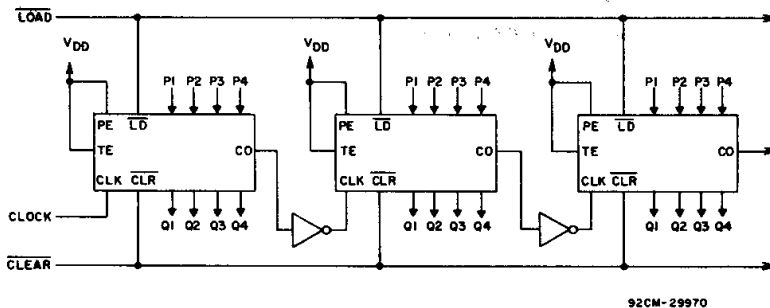 LOAD
VDD VDD VDD
P1 P2 P3 P4 P1 P2 P3 P4 P1 P2 P3 P4
PE LD PE LD PE LD
TE CO TE CO TE CO
CLK CLR CLK CLR CLK CLR
CLOCK
Q1 Q2 Q3 Q4 Q1 Q2 Q3 Q4 Q1 Q2 Q3 Q4
CLEAR
92CM-29970